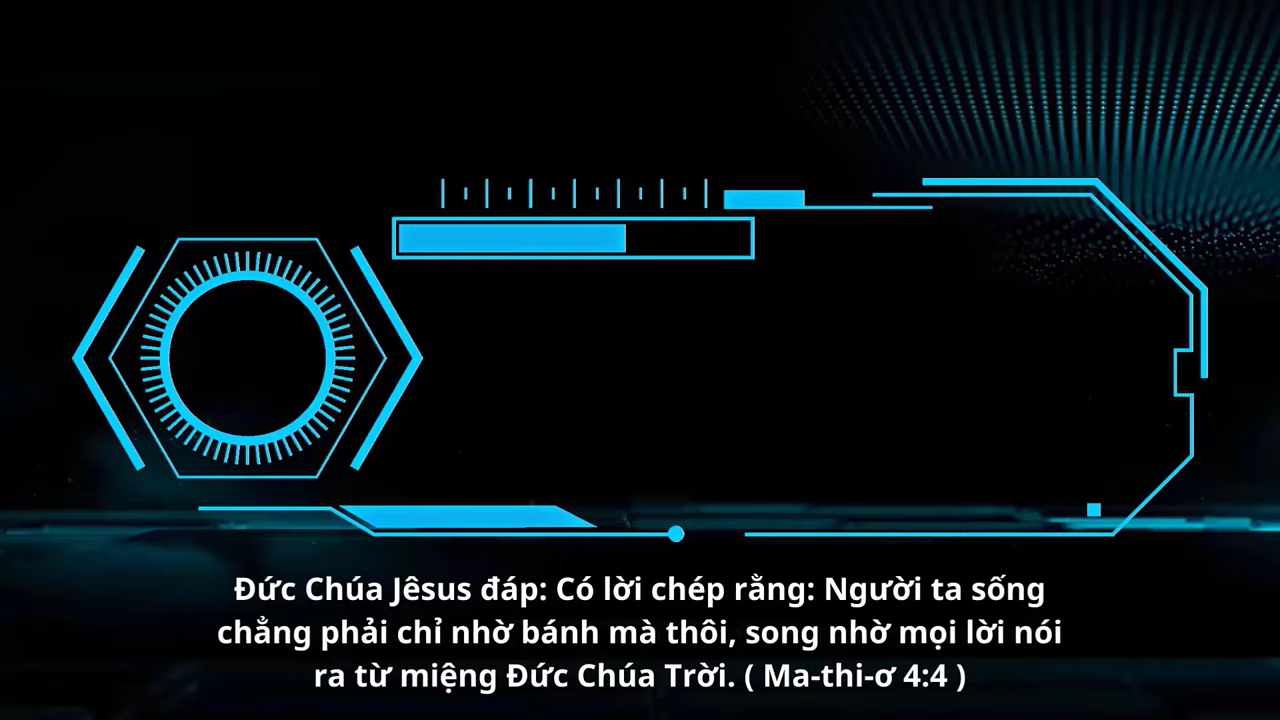 Đức Chúa Jêsus đáp: Có lời chép rằng: Người ta sống
chẳng phải chỉ nhờ bánh mà thôi, song nhờ mọi lời nói
ra từ miệng Đức Chúa Trời. ( Ma-thi-ơ 4:4 )